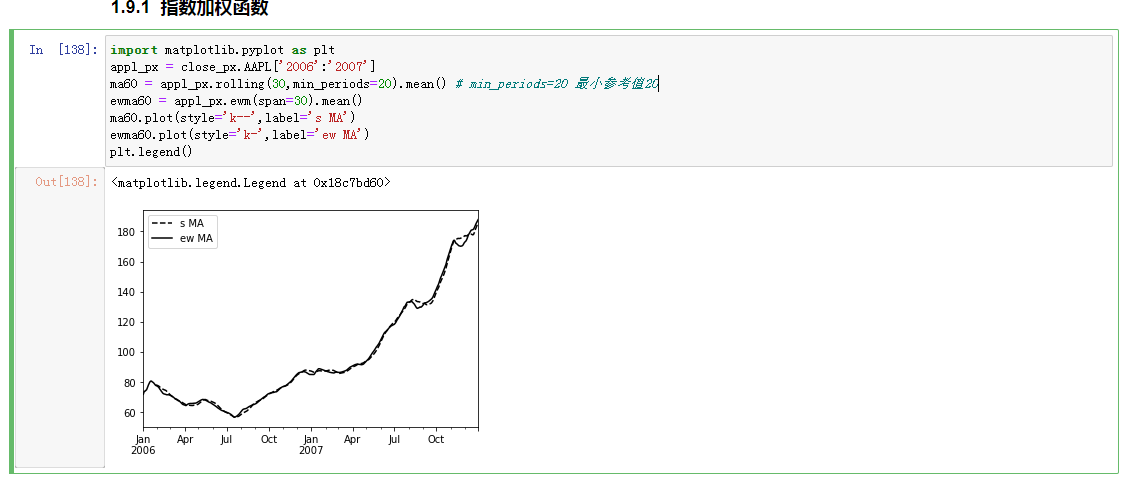 1.9.1 指数加权函数
In [138]: import matplotlib.pyplot as plt
appl_px = close_px.AAPL['2006':'2007']
ma60 = appl_px.rolling(30,min_periods=20).mean() # min_periods=20 最小参考值20
ewma60 = appl_px.ewm(span=30).mean()
ma60.plot(style='k--',label='s MA')
ewma60.plot(style='k-',label='ew MA')
plt.legend()
Out[138]: <matplotlib.legend.Legend at 0x18c7bd60>
s MA
ew MA
180
160
140
120
100
80
60
Jan Apr Jul Oct Jan Apr Jul Oct
2006 2007